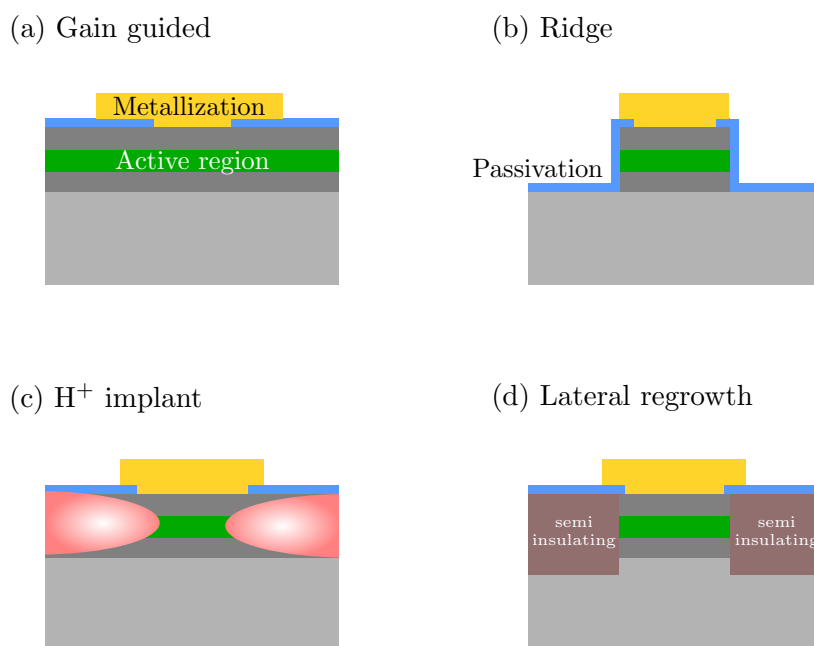 (a) Gain guided
(b) Ridge
Metallization
Active region
Passivation
(c) H⁺ implant
(d) Lateral regrowth
semi
insulating
semi
insulating